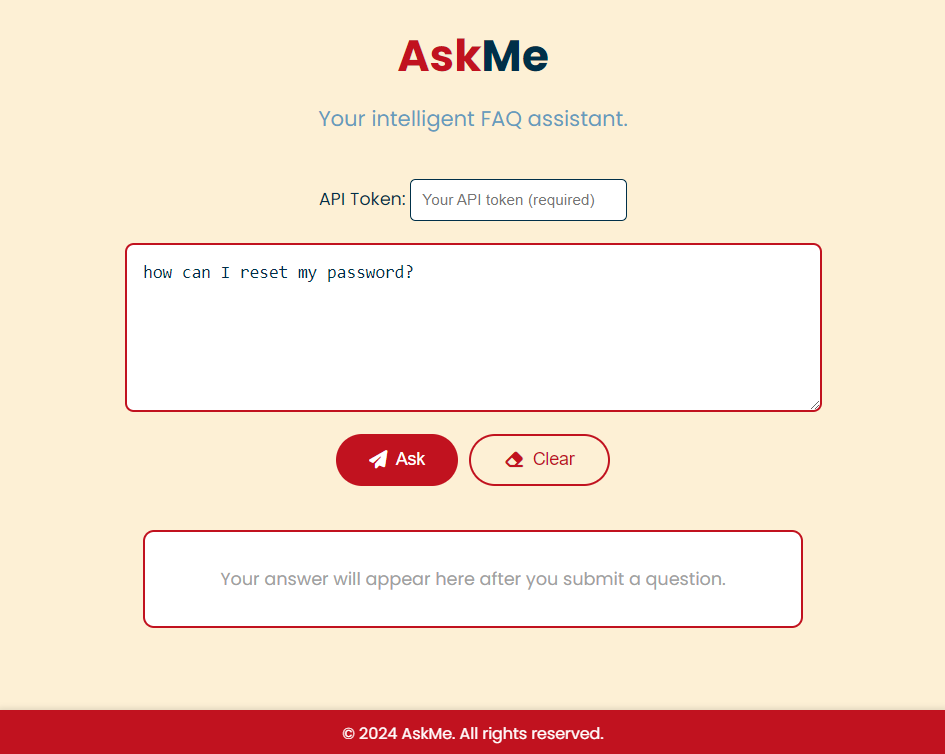 AskMe
Your intelligent FAQ assistant.
API Token: Your API token (required)
how can I reset my password?
Ask Clear
Your answer will appear here after you submit a question.
© 2024 AskMe. All rights reserved.